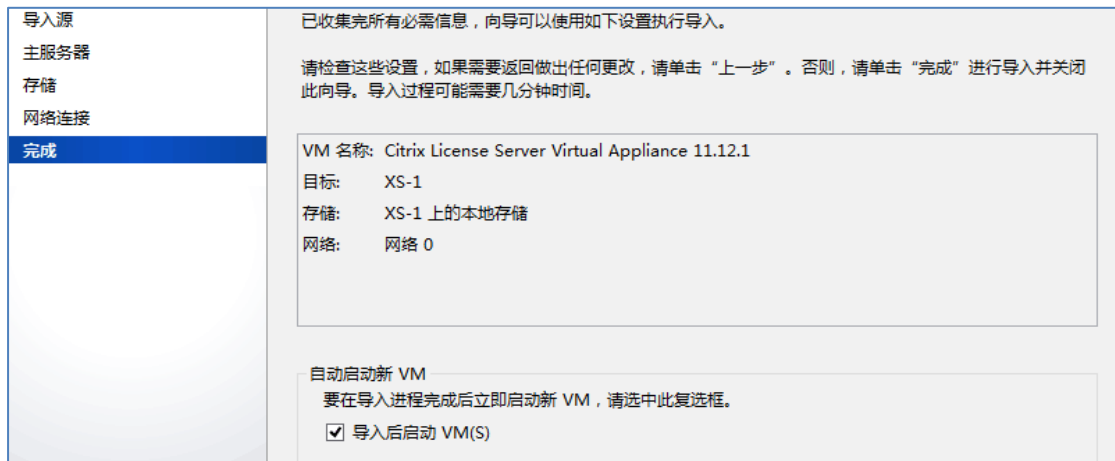 导入源
主服务器
存储
网络连接
完成
已收集完所有必需信息，向导可以使用如下设置执行导入。
请检查这些设置，如果需要返回做出任何更改，请单击“上一步”。否则，请单击“完成”进行导入并关闭
此向导。导入过程可能需要几分钟时间。
VM 名称: Citrix License Server Virtual Appliance 11.12.1
目标: XS-1
存储: XS-1 上的本地存储
网络: 网络 0
自动启动新 VM
要在导入进程完成后立即启动新 VM，请选中此复选框。
导入后启动 VM(S)